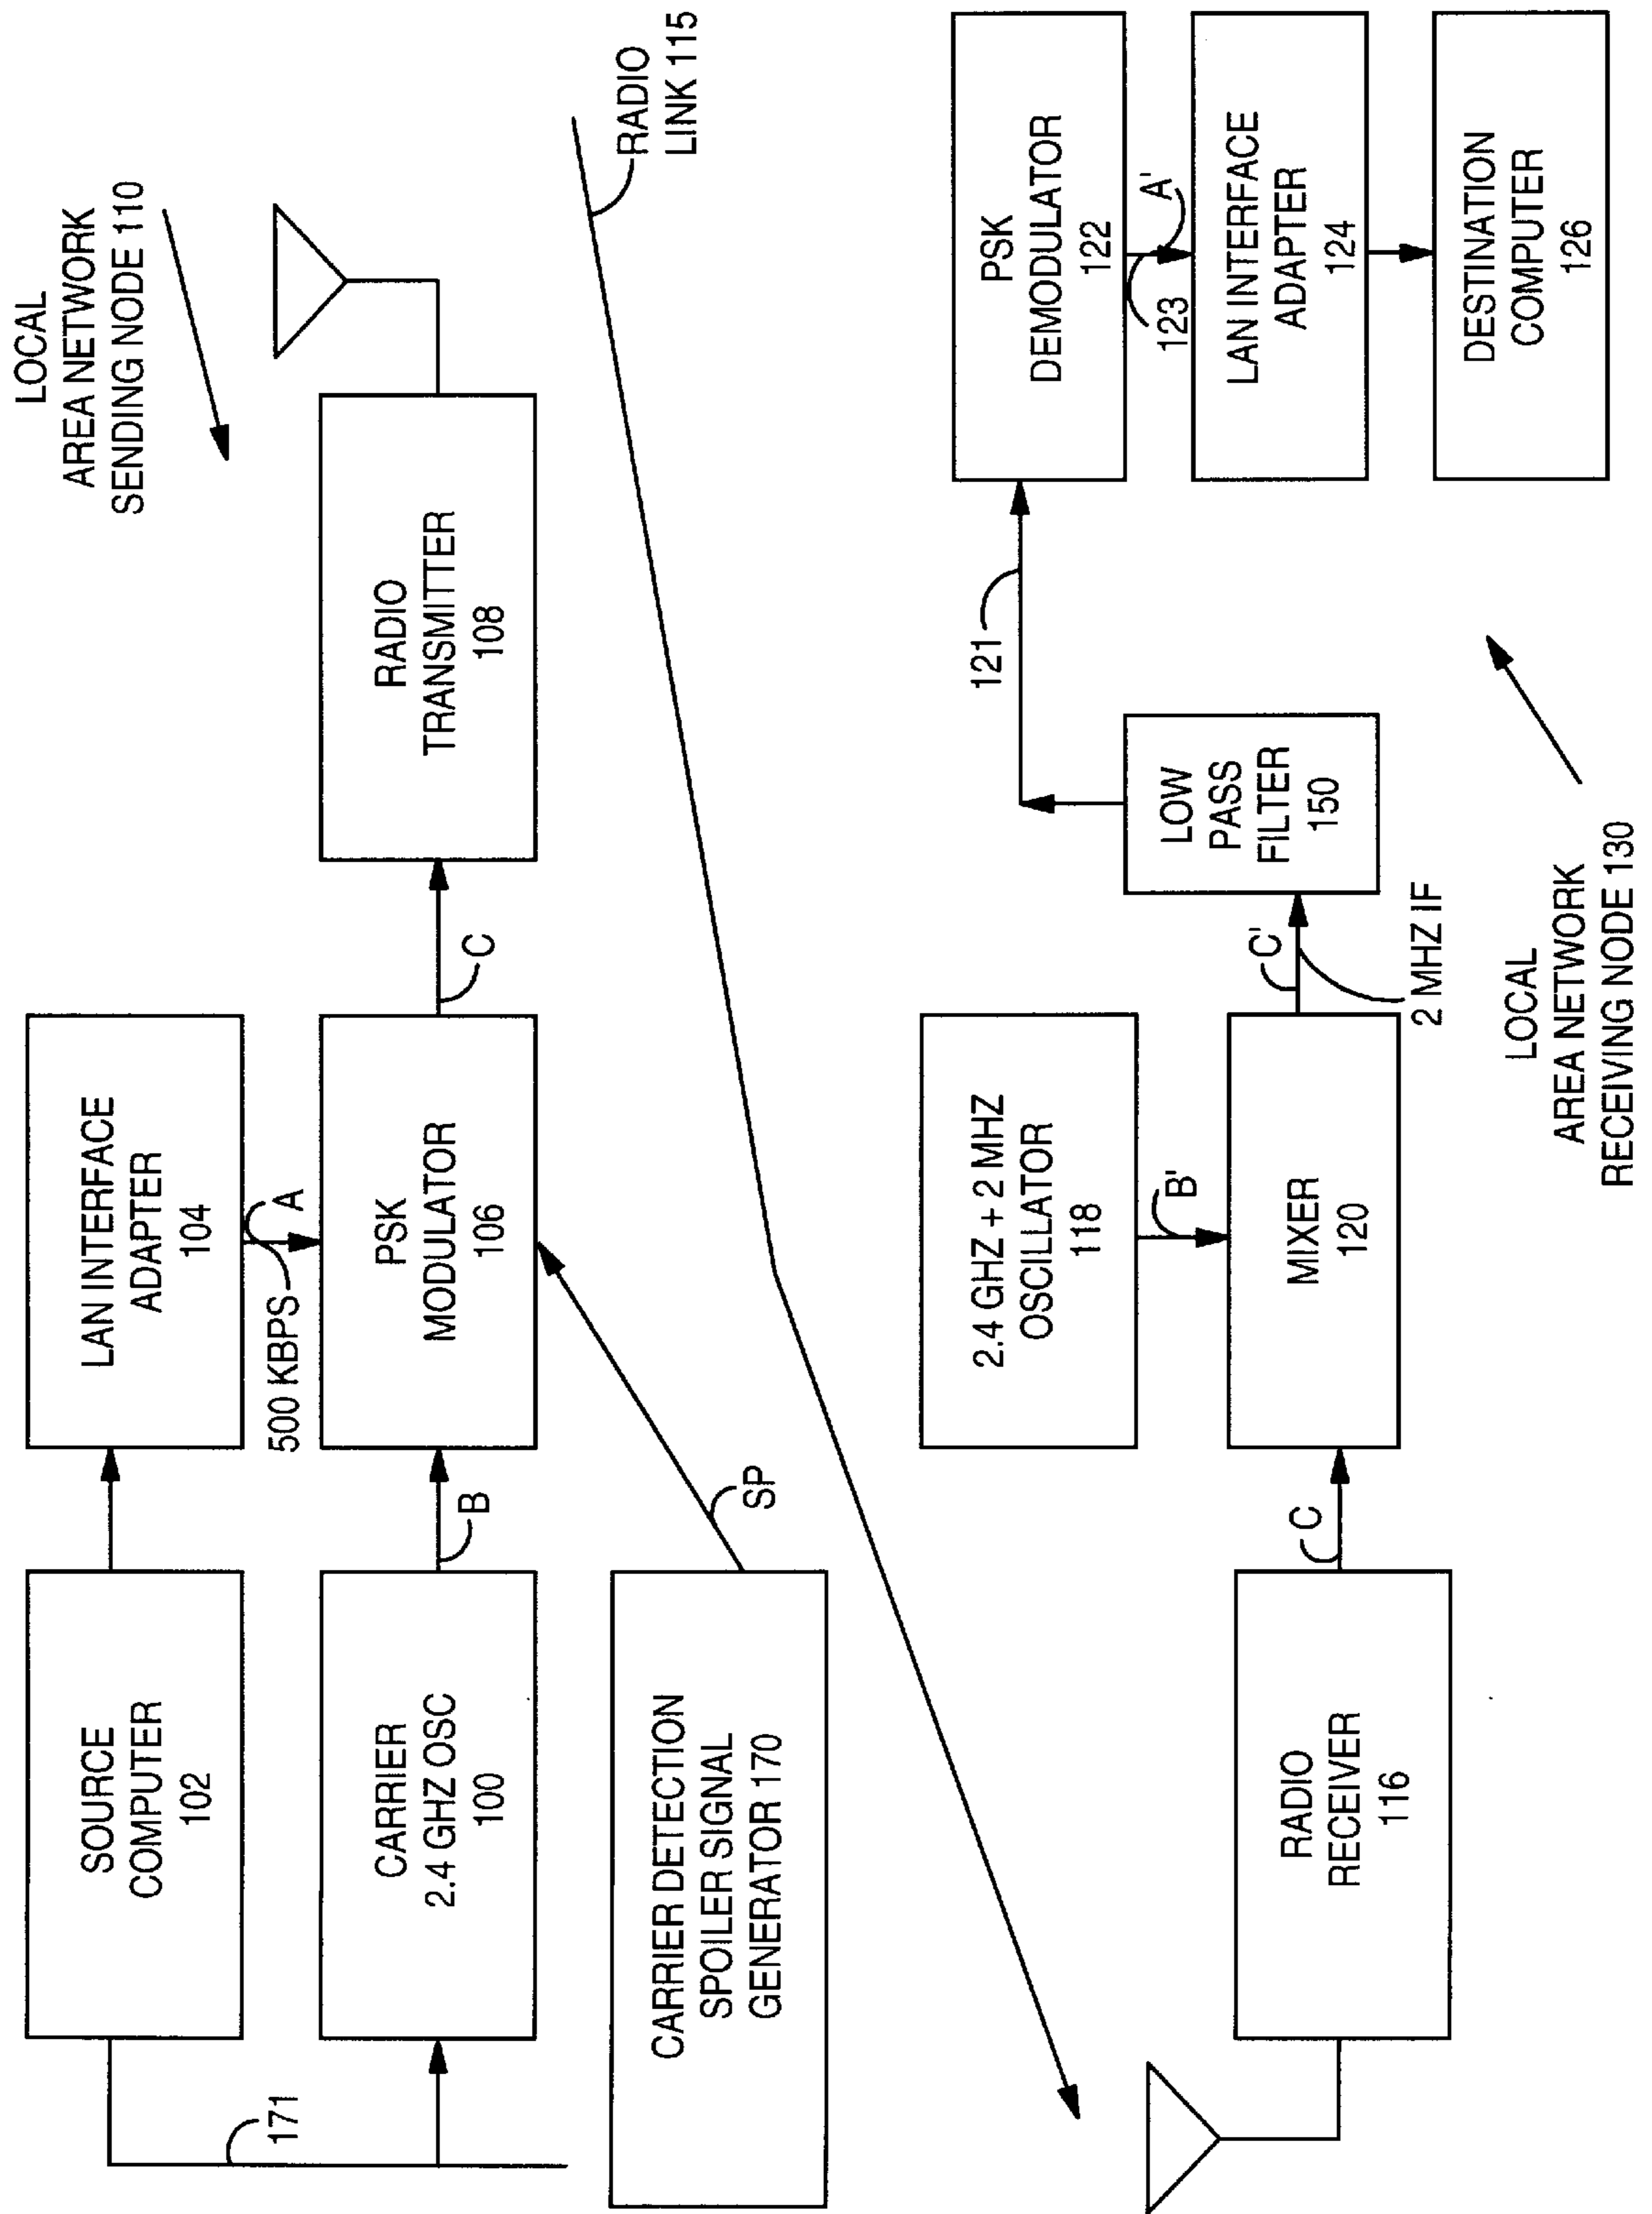 LOCAL
AREA NETWORK
SENDING NODE 110
SOURCE
COMPUTER
102
LAN INTERFACE
ADAPTER
104
500 KBPS
A
171
CARRIER
2.4 GHZ OSC
100
B
PSK
MODULATOR
106
C
RADIO
TRANSMITTER
108
CARRIER DETECTION
SPOILER SIGNAL
GENERATOR 170
SP
RADIO
LINK 115
2.4 GHZ + 2 MHZ
OSCILLATOR
118
B'
RADIO
RECEIVER
116
C
MIXER
120
C'
2 MHZ IF
LOW
PASS
FILTER
150
121
PSK
DEMODULATOR
122
123
A'
LAN INTERFACE
ADAPTER
124
DESTINATION
COMPUTER
126
LOCAL
AREA NETWORK
RECEIVING NODE 130